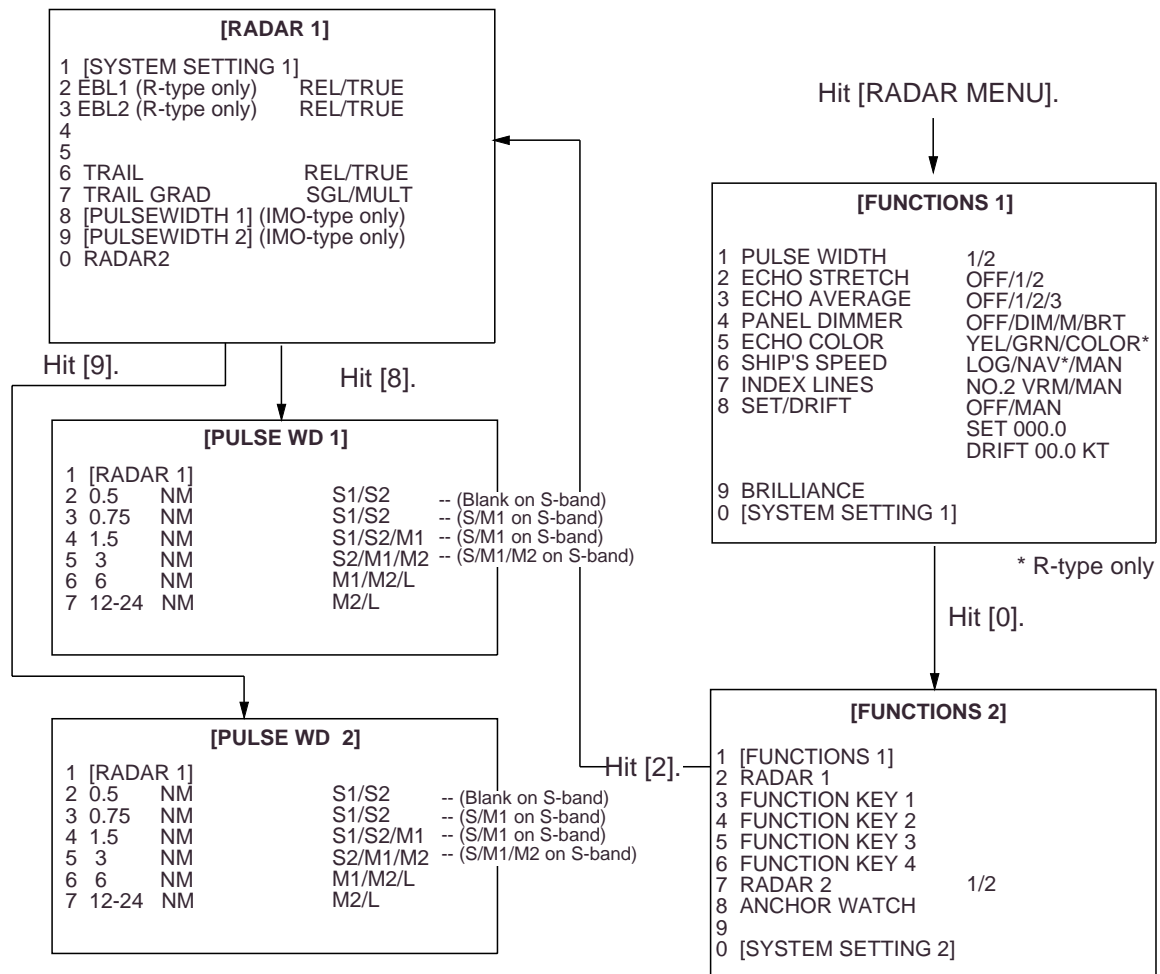 [RADAR 1]
1 [SYSTEM SETTING 1]
2 EBL1 (R-type only) REL/TRUE
3 EBL2 (R-type only) REL/TRUE
4
5
6 TRAIL REL/TRUE
7 TRAIL GRAD SGL/MULT
8 [PULSEWIDTH 1] (IMO-type only)
9 [PULSEWIDTH 2] (IMO-type only)
0 RADAR2
Hit [9].
Hit [8].
[PULSE WD 1]
1 [RADAR 1]
2 0.5 NM S1/S2 -- (Blank on S-band)
3 0.75 NM S1/S2 -- (S/M1 on S-band)
4 1.5 NM S1/S2/M1 -- (S/M1 on S-band)
5 3 NM S2/M1/M2 -- (S/M1/M2 on S-band)
6 6 NM M1/M2/L
7 12-24 NM M2/L
[PULSE WD 2]
1 [RADAR 1]
2 0.5 NM S1/S2 -- (Blank on S-band)
3 0.75 NM S1/S2 -- (S/M1 on S-band)
4 1.5 NM S1/S2/M1 -- (S/M1 on S-band)
5 3 NM S2/M1/M2 -- (S/M1/M2 on S-band)
6 6 NM M1/M2/L
7 12-24 NM M2/L
Hit [RADAR MENU].
[FUNCTIONS 1]
1 PULSE WIDTH 1/2
2 ECHO STRETCH OFF/1/2
3 ECHO AVERAGE OFF/1/2/3
4 PANEL DIMMER OFF/DIM/M/BRT
5 ECHO COLOR YEL/GRN/COLOR*
6 SHIP'S SPEED LOG/NAV*/MAN
7 INDEX LINES NO.2 VRM/MAN
8 SET/DRIFT OFF/MAN
SET 000.0
DRIFT 00.0 KT
9 BRILLIANCE
0 [SYSTEM SETTING 1]
* R-type only
Hit [0].
[FUNCTIONS 2]
Hit [2].
1 [FUNCTIONS 1]
2 RADAR 1
3 FUNCTION KEY 1
4 FUNCTION KEY 2
5 FUNCTION KEY 3
6 FUNCTION KEY 4
7 RADAR 2 1/2
8 ANCHOR WATCH
9
0 [SYSTEM SETTING 2]